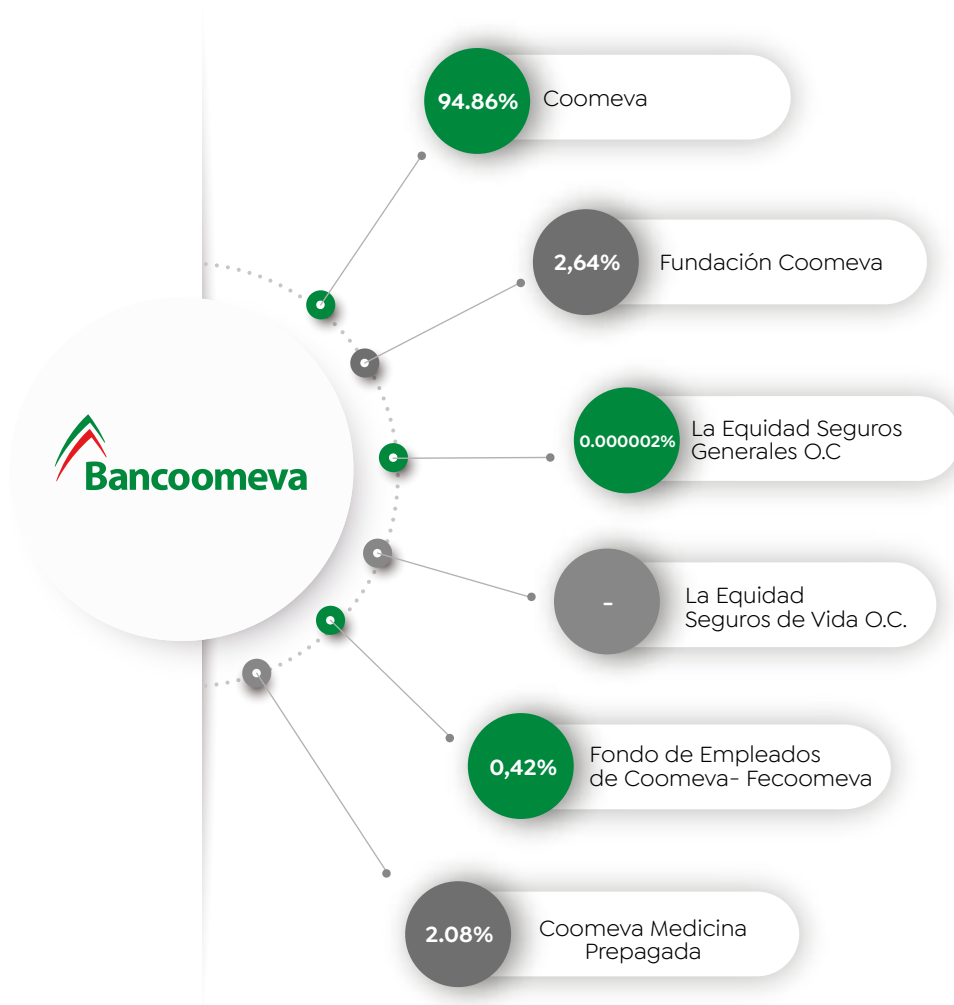 94.86%
Coomeva
2,64%
Fundación Coomeva
Bancoomeva
0.000002%
La Equidad Seguros
Generales O.C
-
La Equidad
Seguros de Vida O.C.
0,42%
Fondo de Empleados
de Coomeva- Fecoomeva
2.08%
Coomeva Medicina
Prepagada